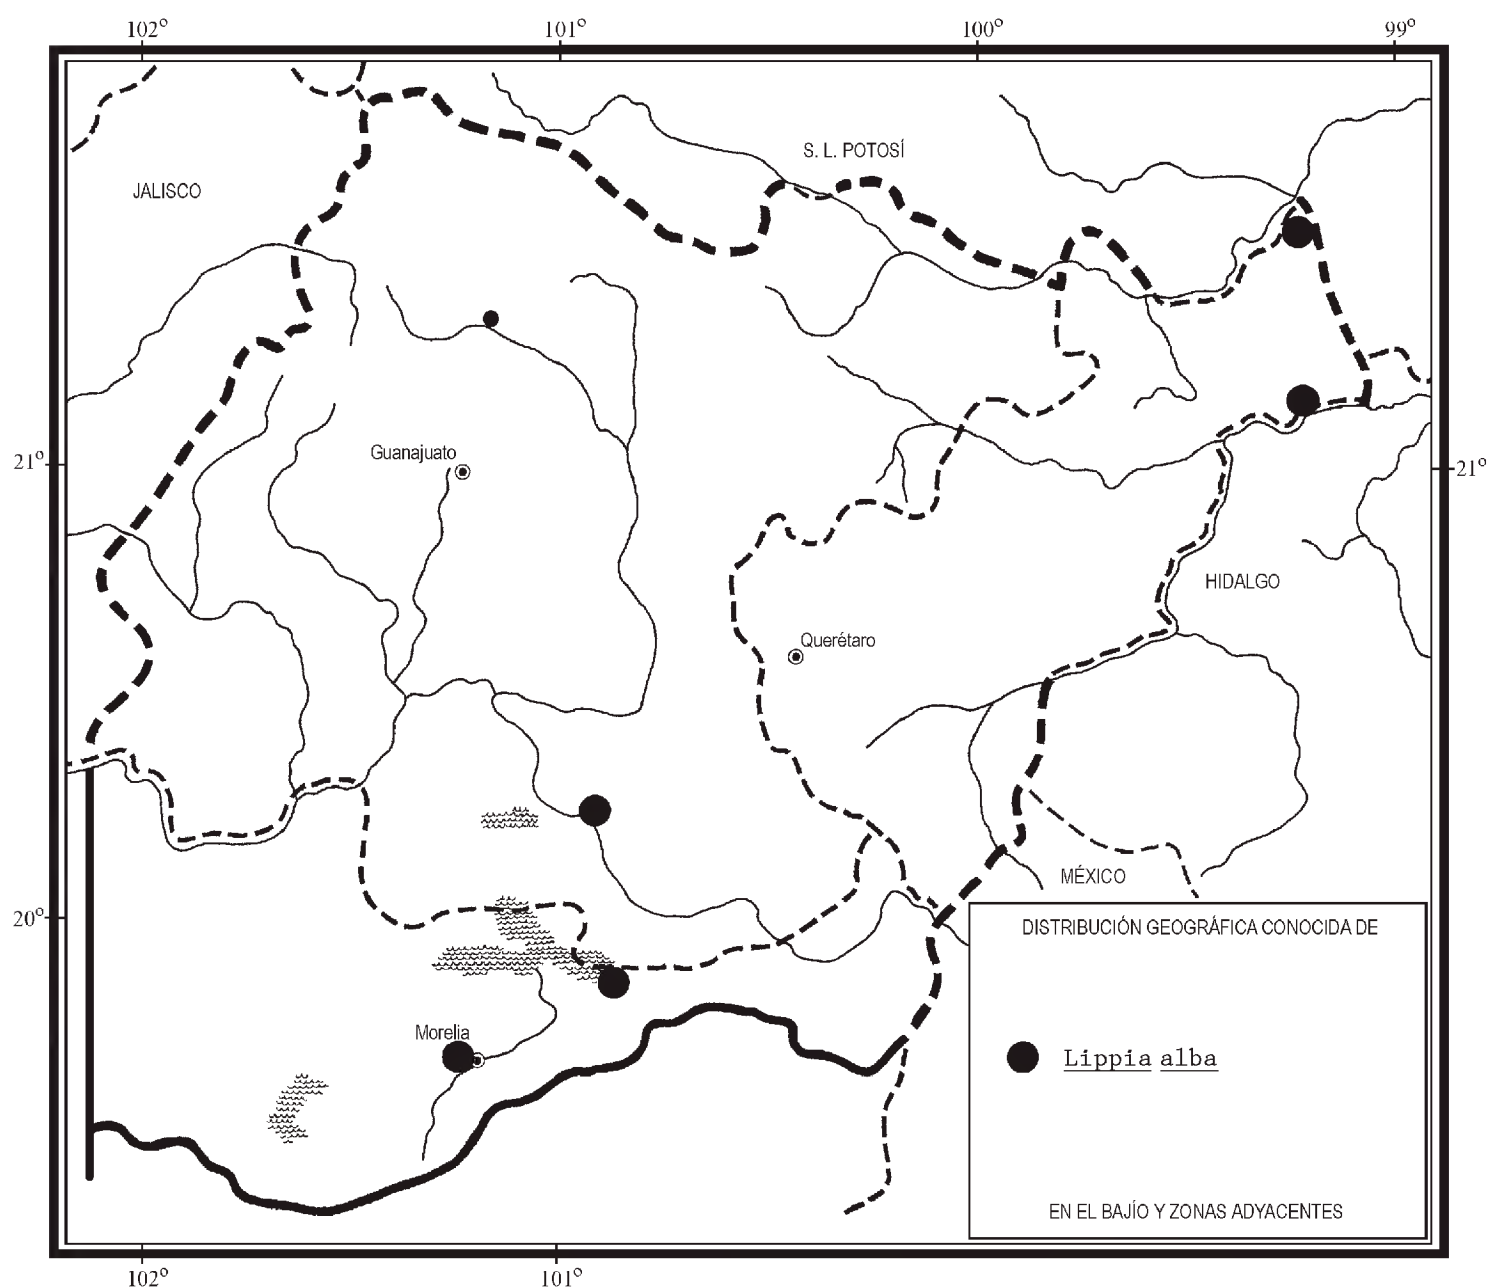 102° 101° 100° 99°
S. L. POTOSÍ
JALISCO
Guanajuato
21° 21°
HIDALGO
Querétaro
MÉXICO
20°
DISTRIBUCIÓN GEOGRÁFICA CONOCIDA DE
Morelia
Lippia alba
EN EL BAJÍO Y ZONAS ADYACENTES
102° 101°